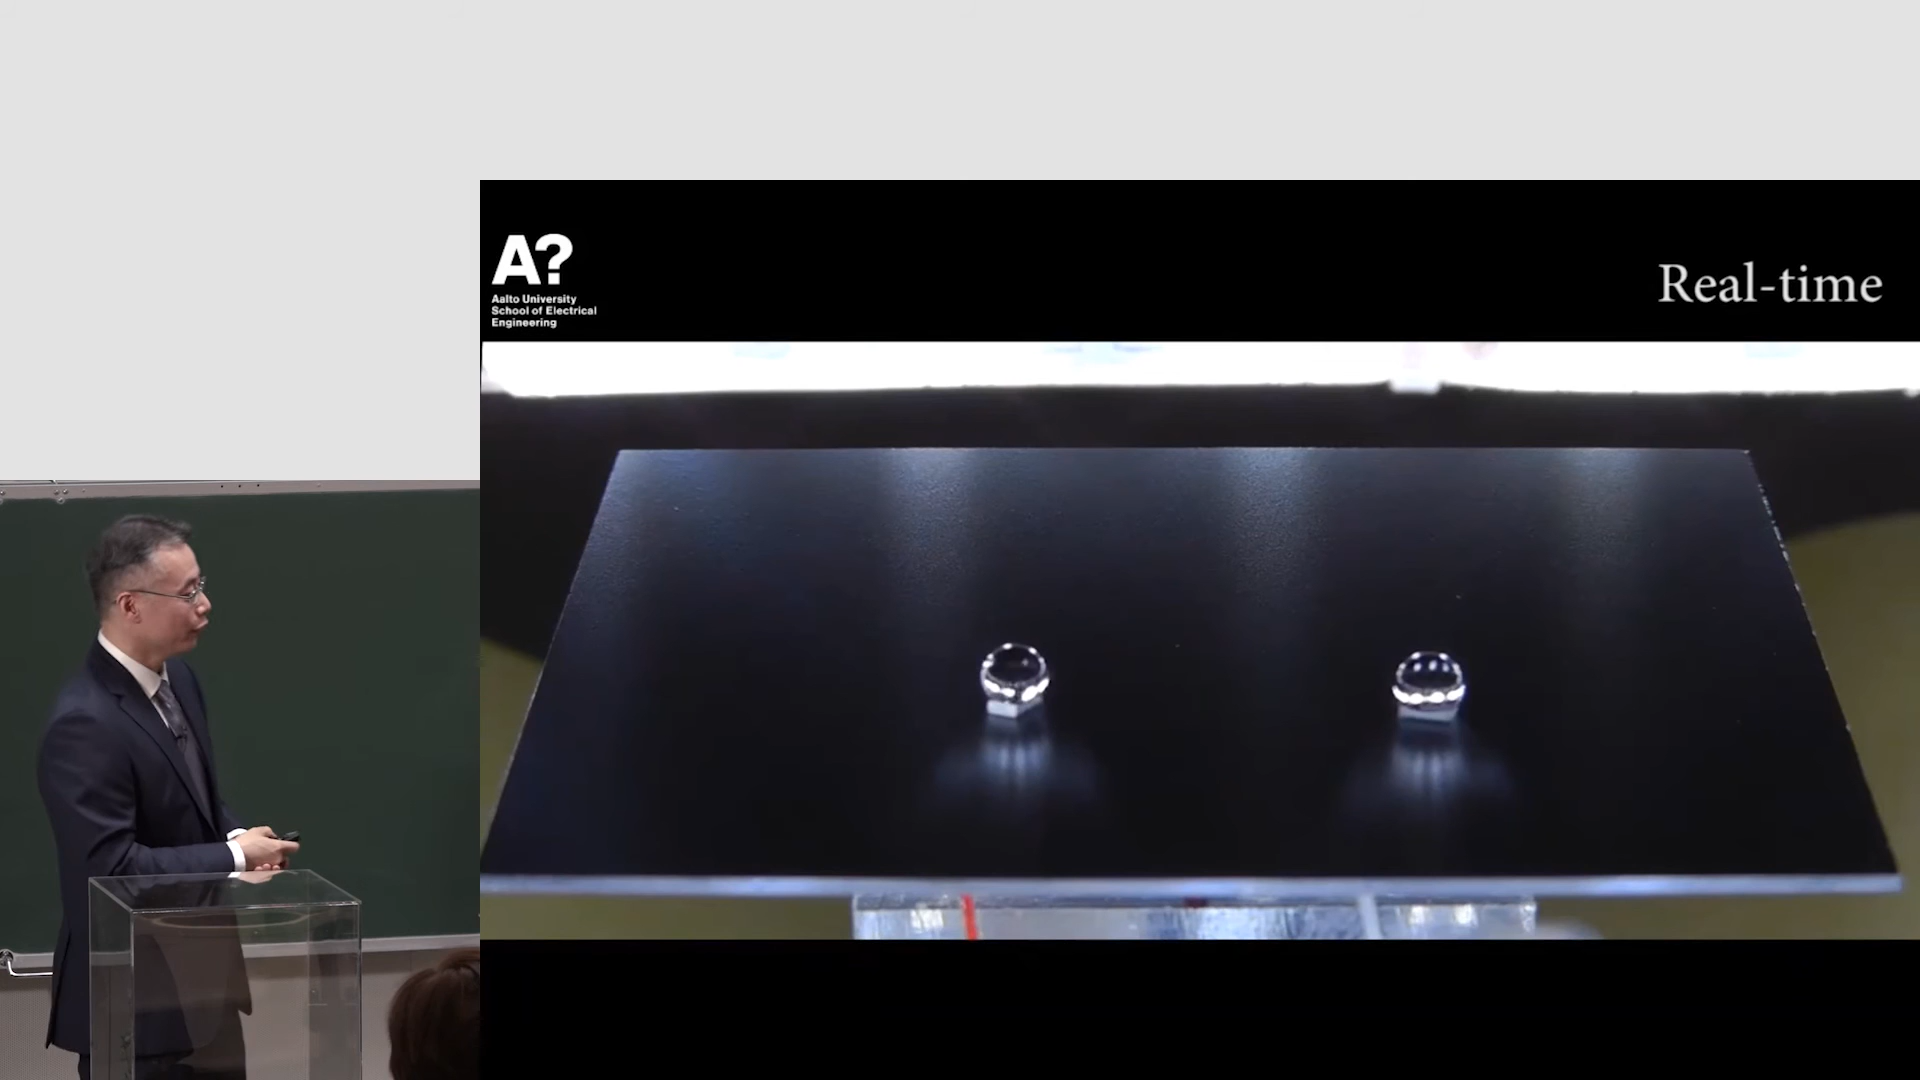 A?
Aalto University
School of Electrical
Engineering
Real-time